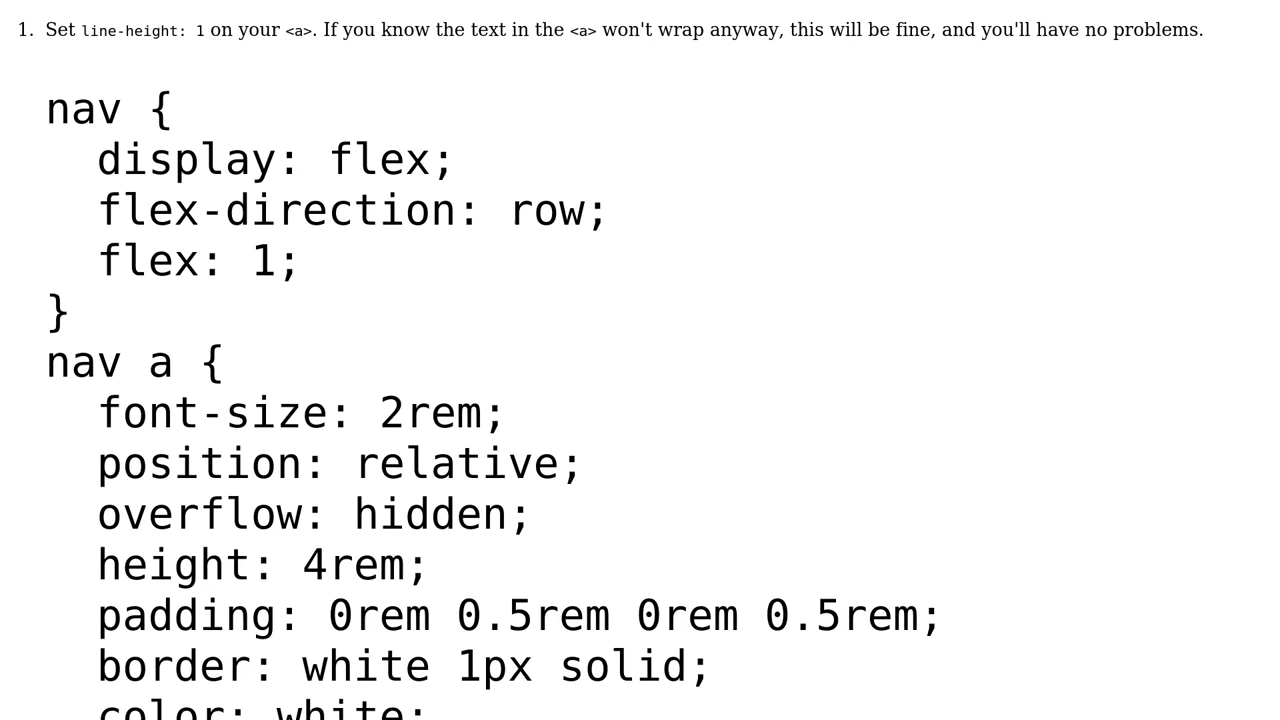 1. Set line-height: 1 on your <a>. If you know the text in the <a> won't wrap anyway, this will be fine, and you'll have no problems.
nav {
  display: flex;
  flex-direction: row;
  flex: 1;
}
nav a {
  font-size: 2rem;
  position: relative;
  overflow: hidden;
  height: 4rem;
  padding: 0rem 0.5rem 0rem 0.5rem;
  border: white 1px solid;
  color: white;